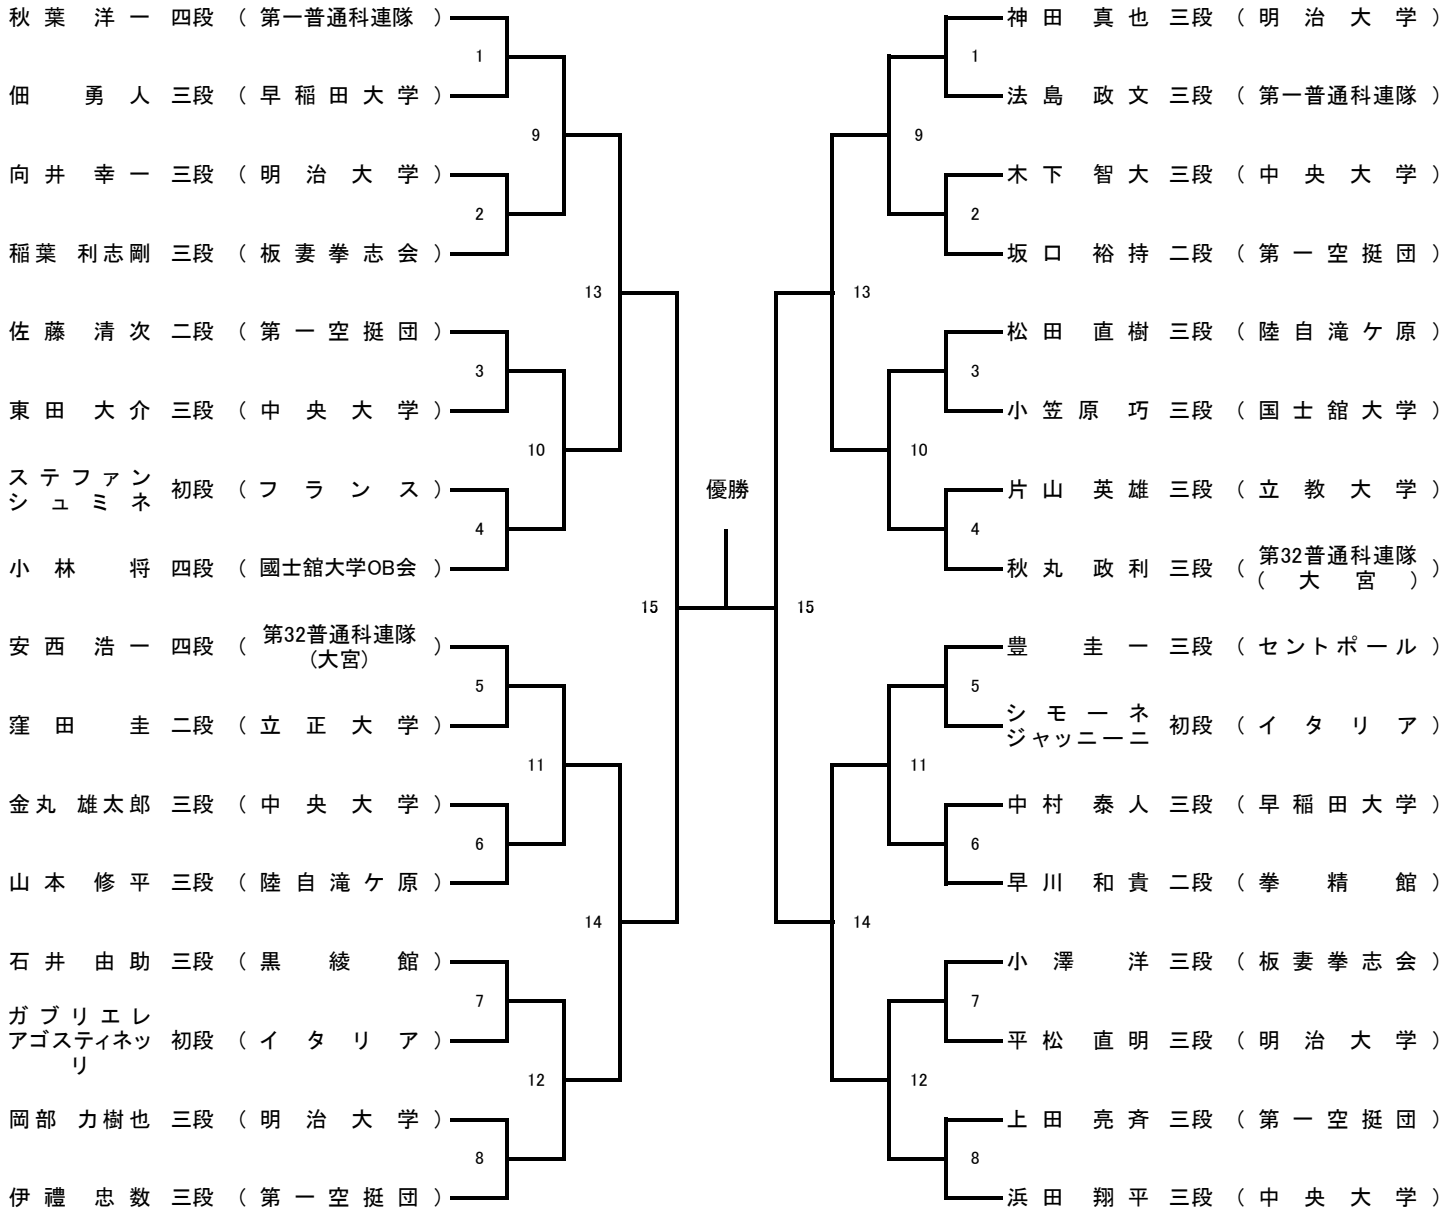 秋葉 洋一 四段 （ 第一普通科連隊 ）
1
佃 勇人 三段 （ 早稲田大学 ）
9
向井 幸一 三段 （ 明治大学 ）
2
稲葉 利志剛 三段 （ 板妻拳志会 ）
13
佐藤 清次 二段 （ 第一空挺団 ）
3
東田 大介 三段 （ 中央大学 ）
10
ステファン
シュミネ 初段 （ フランス ）
4
小林 将 四段 （ 國士舘大学OB会 ）
15
安西 浩一 四段 （ 第32普通科連隊
(大宮) ）
5
窪田 圭 二段 （ 立正大学 ）
11
金丸 雄太郎 三段 （ 中央大学 ）
6
山本 修平 三段 （ 陸自滝ケ原 ）
14
石井 由助 三段 （ 黒綾館 ）
7
ガブリエレ
アゴスティネッ
リ 初段 （ イタリア ）
12
岡部 力樹也 三段 （ 明治大学 ）
8
伊禮 忠数 三段 （ 第一空挺団 ）
優勝
神田 真也 三段 （ 明治大学 ）
1
法島 政文 三段 （ 第一普通科連隊 ）
9
木下 智大 三段 （ 中央大学 ）
2
坂口 裕持 二段 （ 第一空挺団 ）
13
松田 直樹 三段 （ 陸自滝ケ原 ）
3
小笠原 巧 三段 （ 国士舘大学 ）
10
片山 英雄 三段 （ 立教大学 ）
4
秋丸 政利 三段 （ 第32普通科連隊
（大宮） ）
15
豊 圭一 三段 （ セントポール ）
5
シモーネ
ジャッニーニ 初段 （ イタリア ）
11
中村 泰人 三段 （ 早稲田大学 ）
6
早川 和貴 二段 （ 拳精館 ）
14
小澤 洋 三段 （ 板妻拳志会 ）
7
平松 直明 三段 （ 明治大学 ）
12
上田 亮斉 三段 （ 第一空挺団 ）
8
浜田 翔平 三段 （ 中央大学 ）